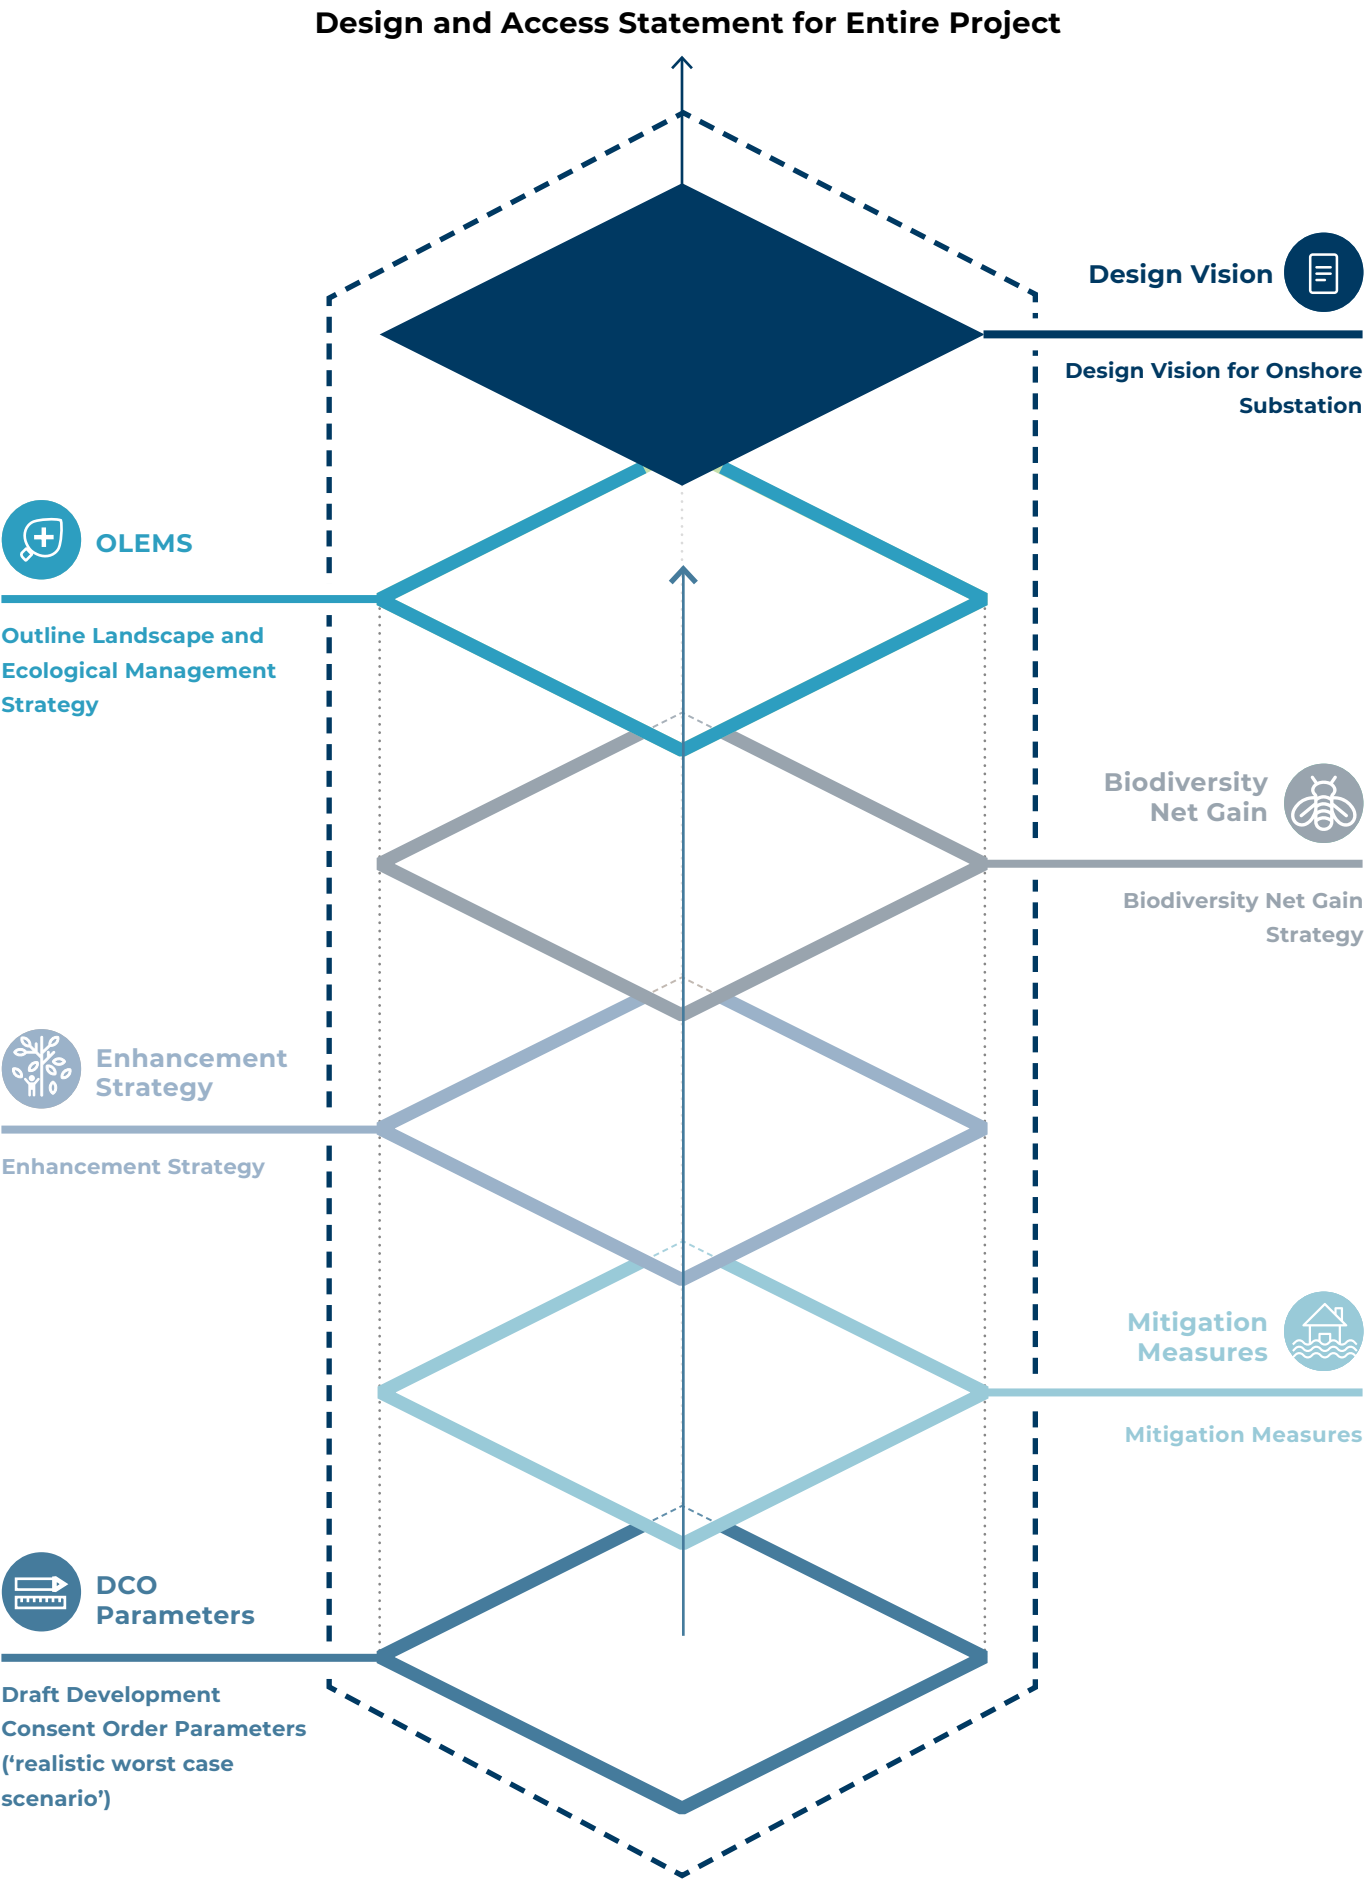 Design and Access Statement for Entire Project
Design Vision
Design Vision for Onshore
Substation
OLEMS
Outline Landscape and
Ecological Management
Strategy
Biodiversity
Net Gain
Biodiversity Net Gain
Strategy
Enhancement
Strategy
Enhancement Strategy
Mitigation
Measures
Mitigation Measures
DCO
Parameters
Draft Development
Consent Order Parameters
(‘realistic worst case
scenario’)